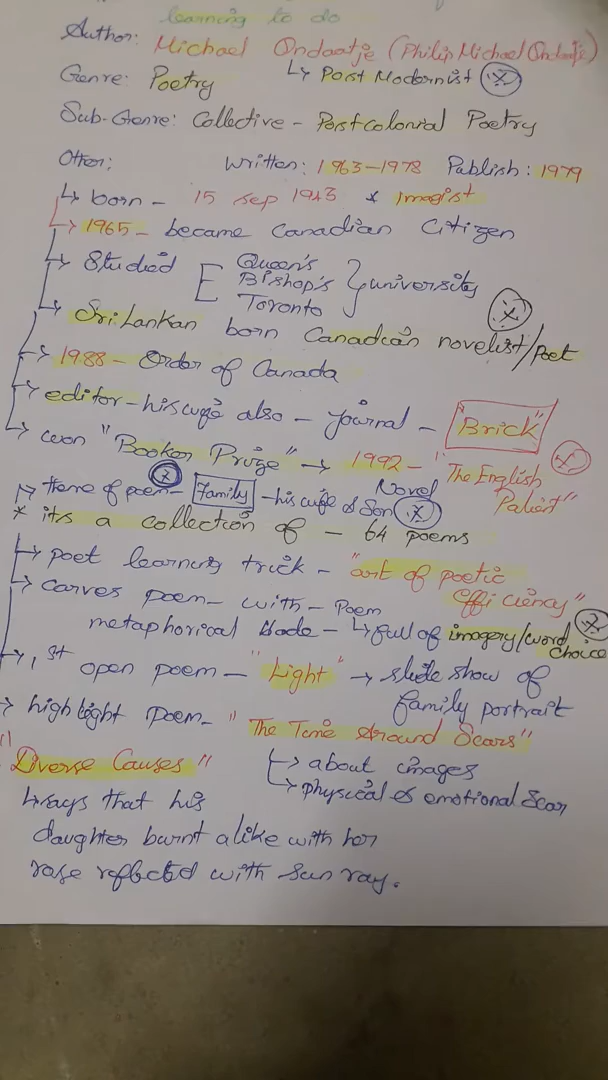 learning to do
Author: Michael Ondaatje (Philip Michael Ondatje)
Genre: Poetry ↳ Post Modernist
Sub-Genre: Collective - Postcolonial Poetry
Other: Written: 1963-1978 Publish: 1979
↳ born - 15 sep 1943 * Imagist
↳ 1965 - became Canadian Citizen
↳ Studied [ Queen's
Bishop's } university
Toronto
↳ SriLankan born Canadian novelist/Poet
↳ 1988 - Order of Canada
↳ editor - his wife also - Journal - "Brick"
↳ won "Booker Prize" → 1992 - "The English
Novel Patient"
↳ theme of poem - Family - his wife & Son
* its a collection of - 64 poems
↳ poet learning trick - "art of poetic
efficiency"
↳ carves poem - with - Poem
metaphorical blade - ↳ full of imagery/word
choice
↳ 1st open poem - "Light" → slide show of
family portrait
↳ highlight poem - "The Time Around Scars"
"Diverse Causes" ↳ about images
↳ physical & emotional Scar
↳ says that his
daughter burnt alike with her
rose reflected with Sun ray.